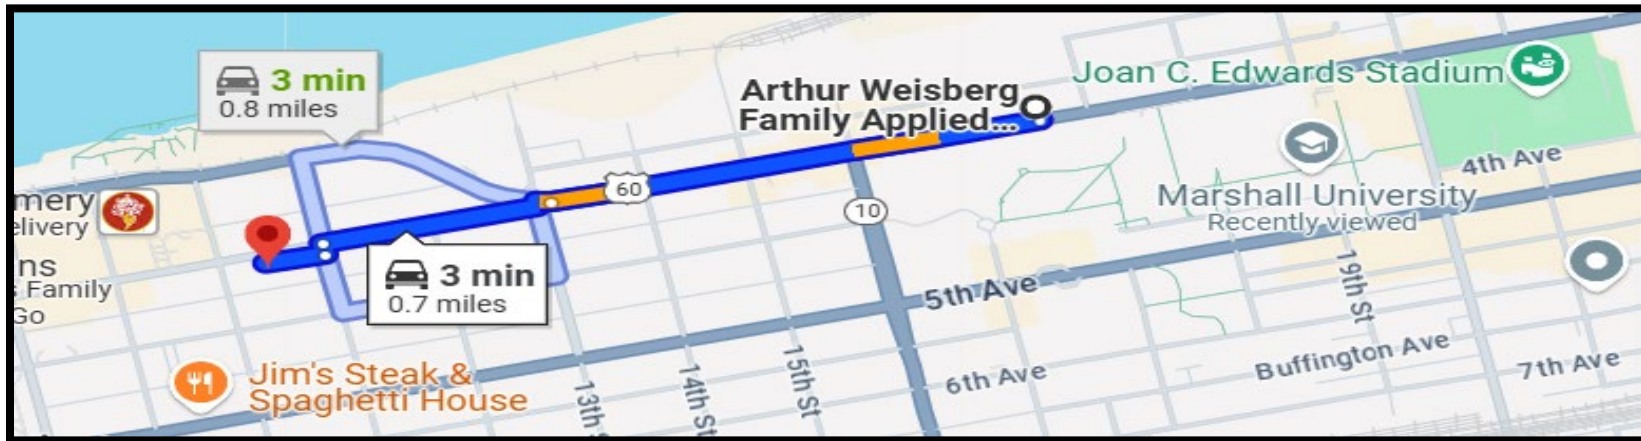 3 min
0.8 miles
Arthur Weisberg
Family Applied...
Joan C. Edwards Stadium
60
10
4th Ave
Marshall University
Recently viewed
mery
elivery
ns
s Family
Go
3 min
0.7 miles
5th Ave
19th St
Jim's Steak &
Spaghetti House
13th S
14th St
15th St
6th Ave
Buffington Ave
7th Ave